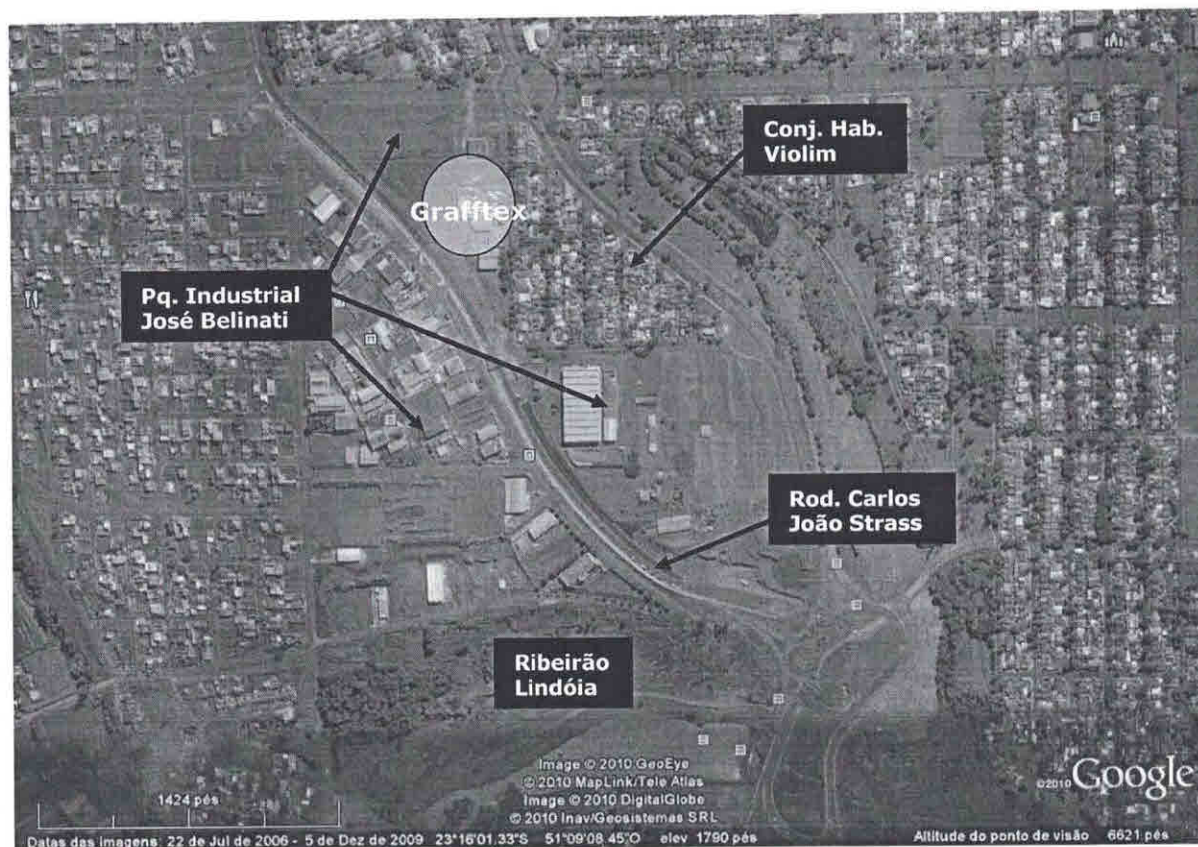 Conj. Hab.
Violim
Grafftex
Pq. Industrial
José Belinati
Rod. Carlos
João Strass
Ribeirão
Lindóia
Image © 2010 GeoEye
© 2010 MapLink/Tele Atlas
Image © 2010 DigitalGlobe
© 2010 Inav/Geosistemas SRL
©2010 Google
1424 pés
Datas das imagens: 22 de Jul de 2006 - 5 de Dez de 2009 23°16'01.33"S 51°09'08.45"O elev 1790 pés Altitude do ponto de visão 6621 pés